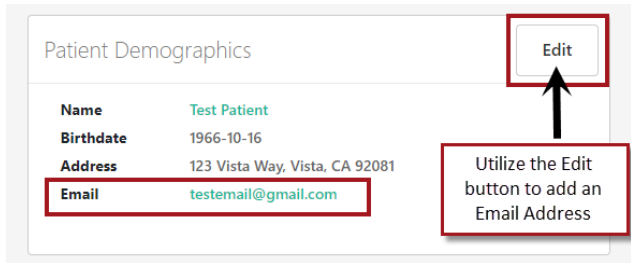 Patient Demographics
Edit
Name Test Patient
Birthdate 1966-10-16
Address 123 Vista Way, Vista, CA 92081
Email testemail@gmail.com
Utilize the Edit
button to add an
Email Address